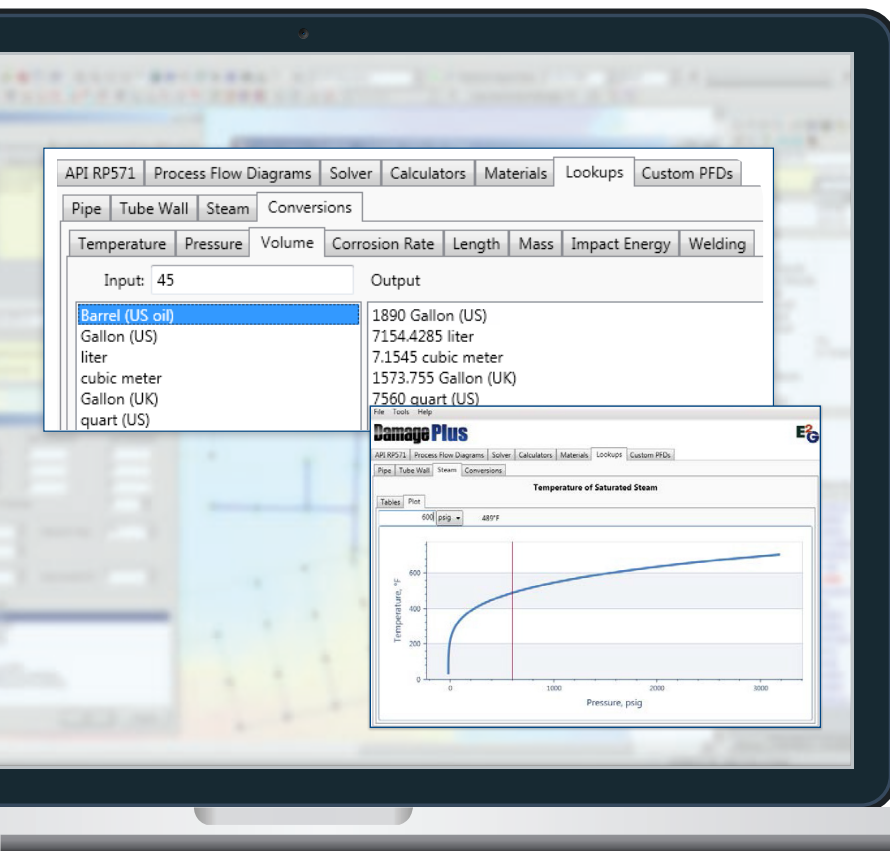 API RP571 Process Flow Diagrams Solver Calculators Materials Lookups Custom PFDs
Pipe Tube Wall Steam Conversions
Temperature Pressure Volume Corrosion Rate Length Mass Impact Energy Welding
Input: 45 Output
Barrel (US oil) 1890 Gallon (US)
Gallon (US) 7154.4285 liter
liter 7.1545 cubic meter
cubic meter 1573.755 Gallon (UK)
Gallon (UK) 7560 quart (US)
quart (US)
File Tools Help
Damage Plus E2G
API RP571 Process Flow Diagrams Solver Calculators Materials Lookups Custom PFDs
Pipe Tube Wall Steam Conversions
Temperature of Saturated Steam
Tables Plot
600 psig 489°F
Temperature, °F
600
400
200
0
0 1000 2000 3000
Pressure, psig